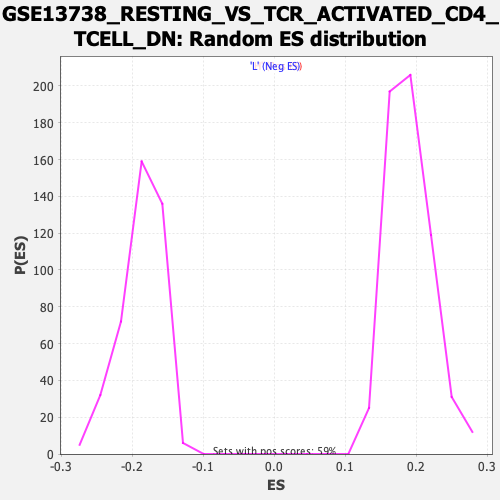 GSE13738_RESTING_VS_TCR_ACTIVATED_CD4_
TCELL_DN: Random ES distribution
'L' (Neg ES))
200
180
160
140
120
100
80
60
40
20
0
P(ES)
Sets with pos scores: 59%
-0.3 -0.2 -0.1 0.0 0.1 0.2 0.3
ES